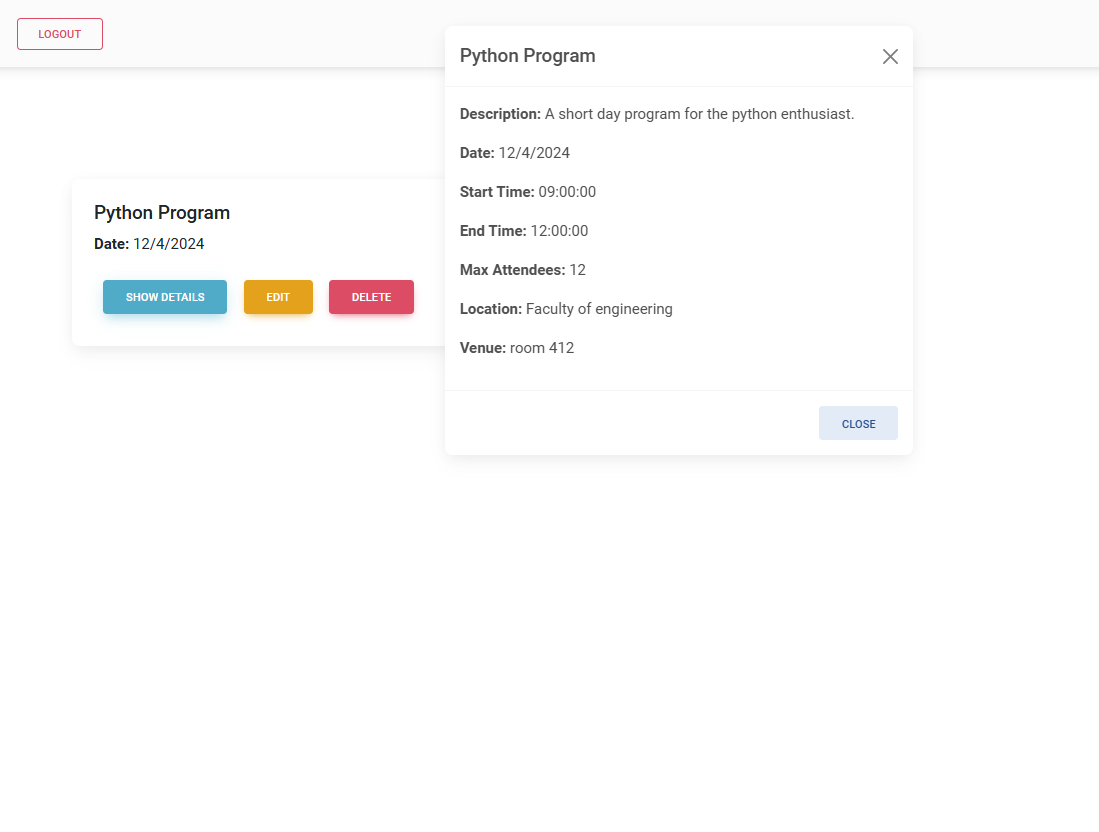 LOGOUT
Python Program
Description: A short day program for the python enthusiast.
Date: 12/4/2024
Start Time: 09:00:00
End Time: 12:00:00
Max Attendees: 12
Location: Faculty of engineering
Venue: room 412
CLOSE
Python Program
Date: 12/4/2024
SHOW DETAILS
EDIT
DELETE